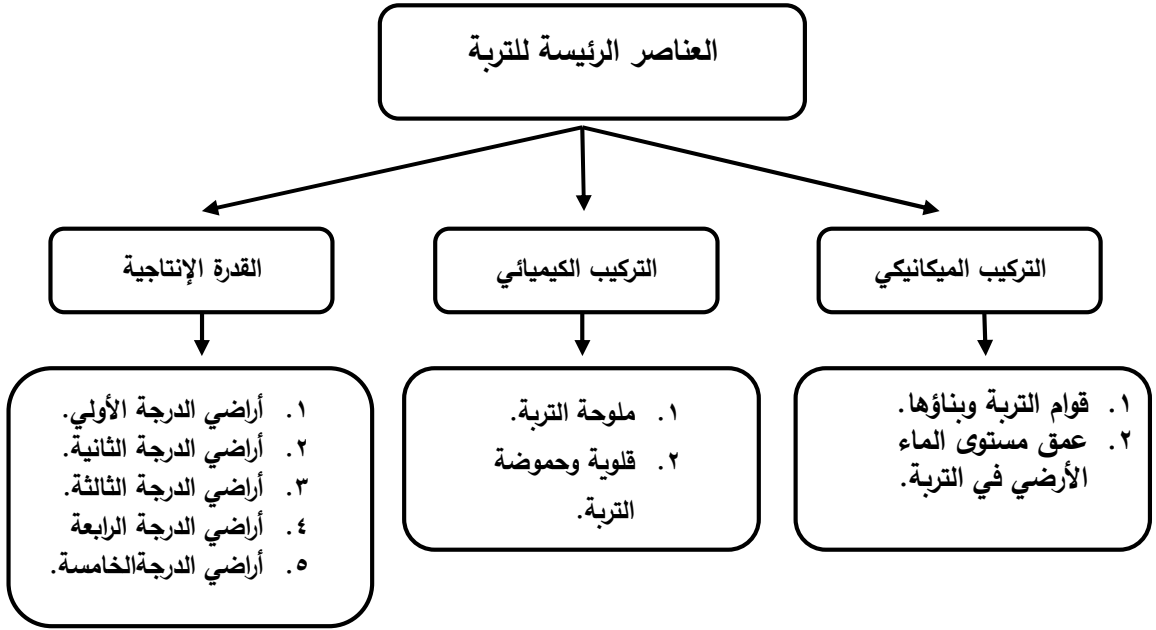 العناصر الرئيسة للتربة
التركيب الميكانيكي
التركيب الكيميائي
القدرة الإنتاجية
١. قوام التربة وبناؤها.
٢. عمق مستوى الماء
الأرضي في التربة.
١. ملوحة التربة.
٢. قلوية وحموضة
التربة.
١. أراضي الدرجة الأولي.
٢. أراضي الدرجة الثانية.
٣. أراضي الدرجة الثالثة.
٤. أراضي الدرجة الرابعة
٥. أراضي الدرجةالخامسة.